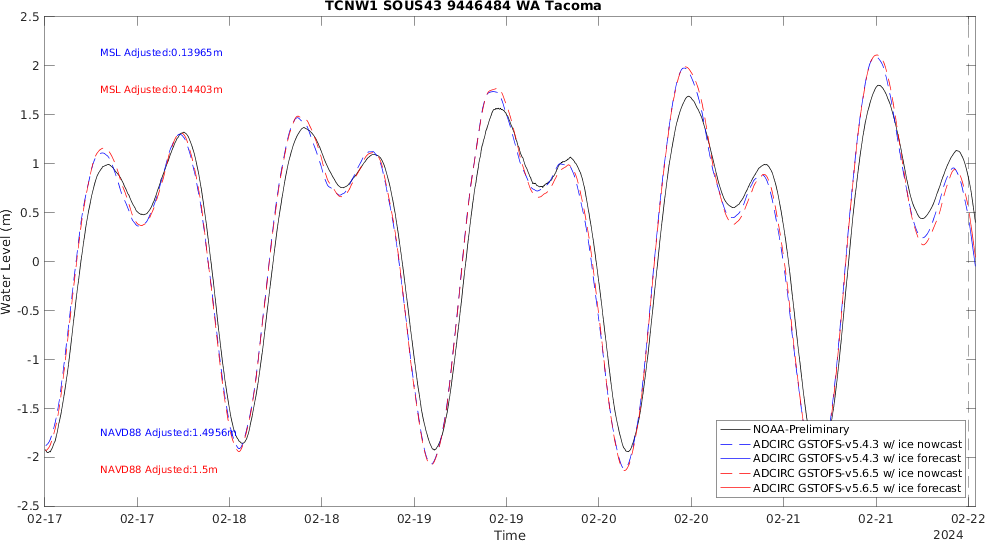 TCNW1 SOUS43 9446484 WA Tacoma
2.5
2
1.5
1
0.5
0
-0.5
-1
-1.5
-2
-2.5
Water Level (m)
MSL Adjusted:0.13965m
MSL Adjusted:0.14403m
NAVD88 Adjusted:1.4956m
NAVD88 Adjusted:1.5m
NOAA-Preliminary
ADCIRC GSTOFS-v5.4.3 w/ ice nowcast
ADCIRC GSTOFS-v5.4.3 w/ ice forecast
ADCIRC GSTOFS-v5.6.5 w/ ice nowcast
ADCIRC GSTOFS-v5.6.5 w/ ice forecast
02-17 02-17 02-18 02-18 02-19 02-19 02-20 02-20 02-21 02-21 02-22
Time
2024